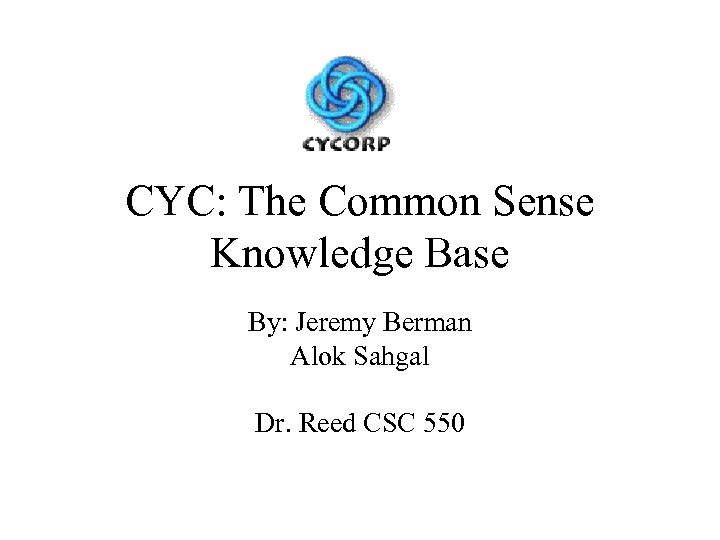 CYCORP
CYC: The Common Sense
Knowledge Base
By: Jeremy Berman
Alok Sahgal
Dr. Reed CSC 550